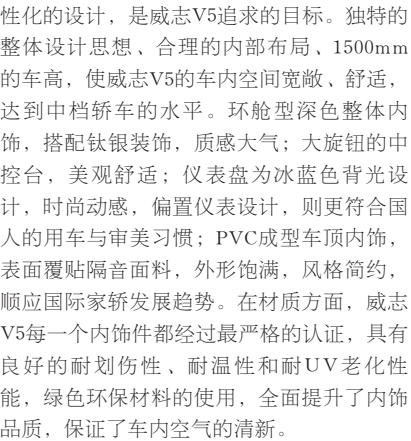 性化的设计，是威志V5追求的目标。独特的
整体设计思想、合理的内部布局、1500mm
的车高，使威志V5的车内空间宽敞、舒适，
达到中档轿车的水平。环舱型深色整体内
饰，搭配钛银装饰，质感大气；大旋钮的中
控台，美观舒适；仪表盘为冰蓝色背光设
计，时尚动感，偏置仪表设计，则更符合国
人的用车与审美习惯；PVC成型车顶内饰，
表面覆贴隔音面料，外形饱满，风格简约，
顺应国际家轿发展趋势。在材质方面，威志
V5每一个内饰件都经过最严格的认证，具有
良好的耐划伤性、耐温性和耐UV老化性
能，绿色环保材料的使用，全面提升了内饰
品质，保证了车内空气的清新。